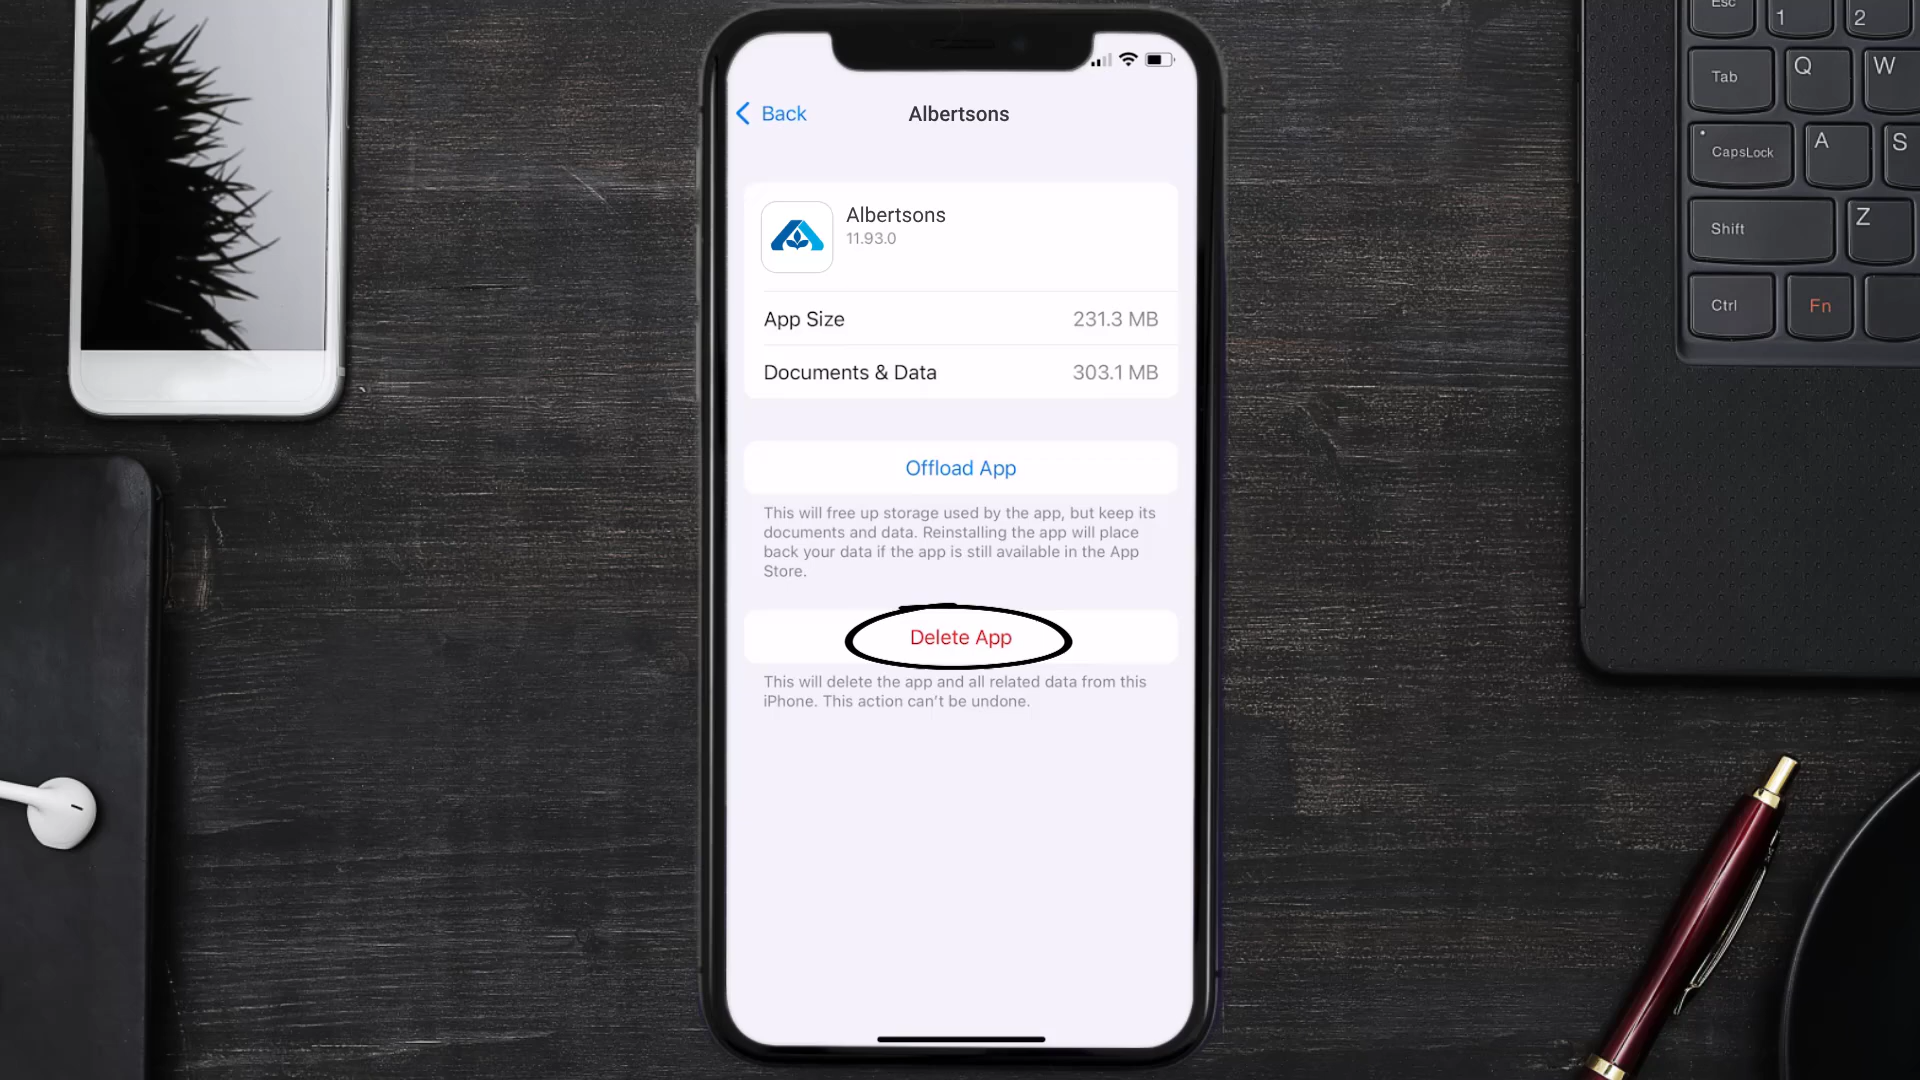 Back
Albertsons
Albertsons
11.93.0
App Size 231.3 MB
Documents & Data 303.1 MB
Offload App
This will free up storage used by the app, but keep its
documents and data. Reinstalling the app will place
back your data if the app is still available in the App
Store.
Delete App
This will delete the app and all related data from this
iPhone. This action can’t be undone.
Esc 1 2
Tab Q W
CapsLock A S
Shift Z
Ctrl Fn